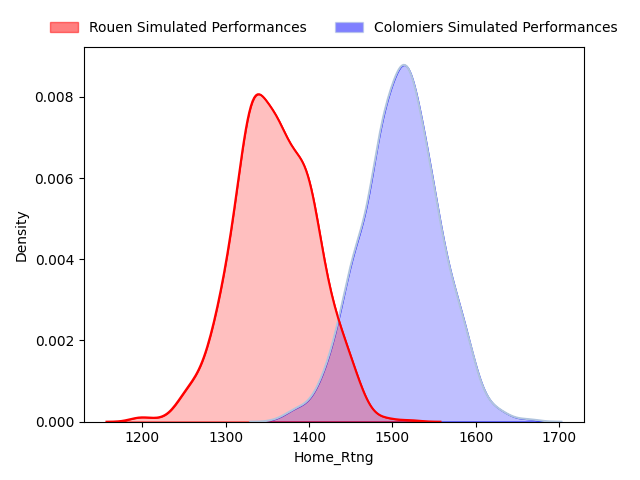 Rouen Simulated Performances
Colomiers Simulated Performances
Density
0.008
0.006
0.004
0.002
0.000
1200 1300 1400 1500 1600 1700
Home_Rtng